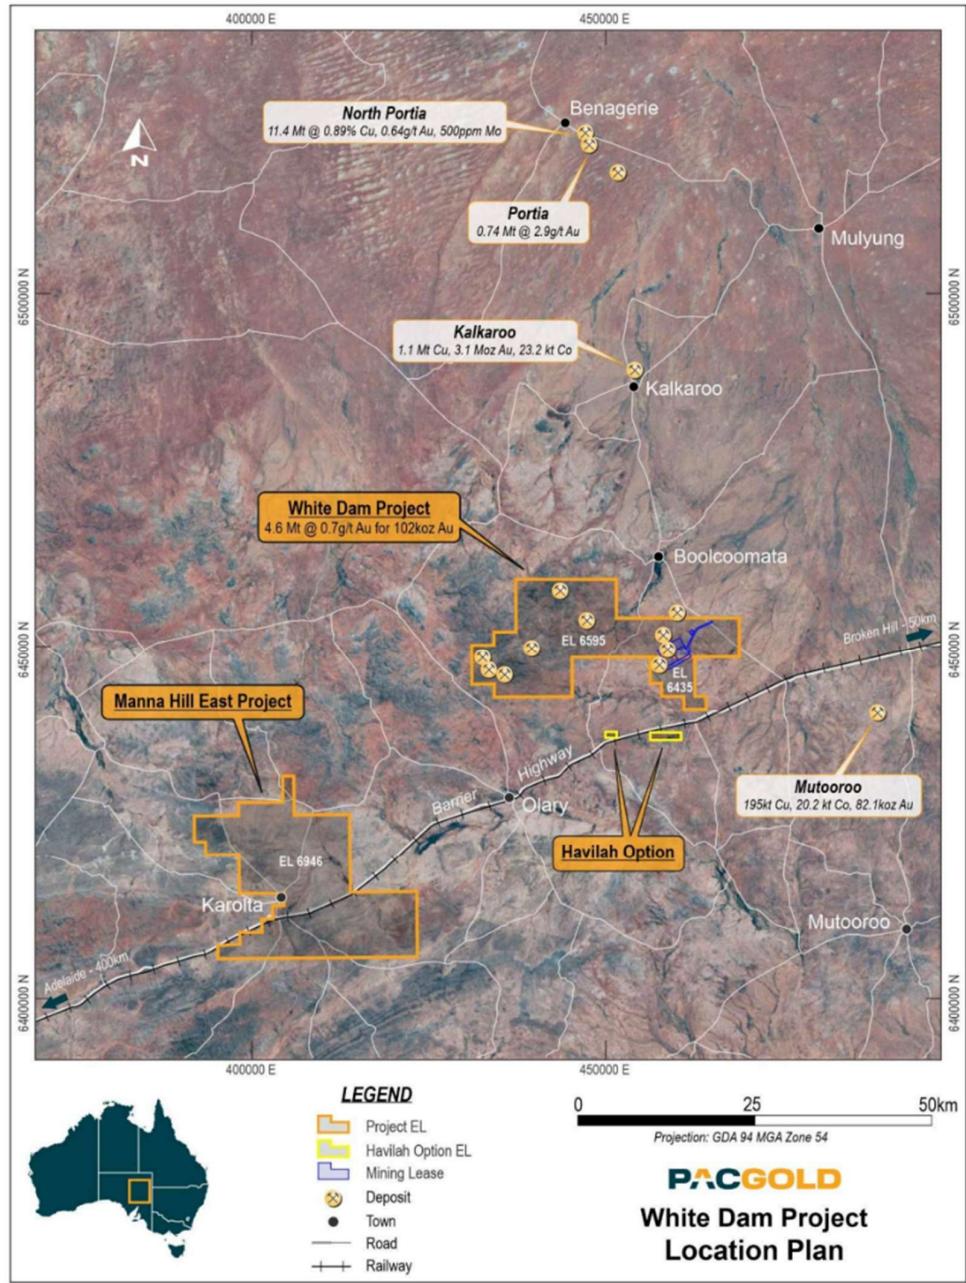 400000 E
450000 E
North Portia
11.4 Mt @ 0.89% Cu, 0.64g/t Au, 500ppm Mo
Benagerie
N
Portia
0.74 Mt @ 2.9g/t Au
Mulyung
6500000 N
6500000 N
Kalkaroo
1.1 Mt Cu, 3.1 Moz Au, 23.2 kt Co
Kalkaroo
White Dam Project
4.6 Mt @ 0.7g/t Au for 102koz Au
Boolcoomata
EL 6595
Broken Hill - 50km
6450000 N
6450000 N
EL
6435
Manna Hill East Project
Barrier Highway
Olary
Mutooroo
195kt Cu, 20.2 kt Co, 82.1koz Au
Havilah Option
EL 6946
Karolta
Mutooroo
Adelaide - 400km
6400000 N
6400000 N
400000 E
450000 E
LEGEND
Project EL
Havilah Option EL
Mining Lease
Deposit
Town
Road
Railway
0 25 50km
Projection: GDA 94 MGA Zone 54
PACGOLD
White Dam Project
Location Plan